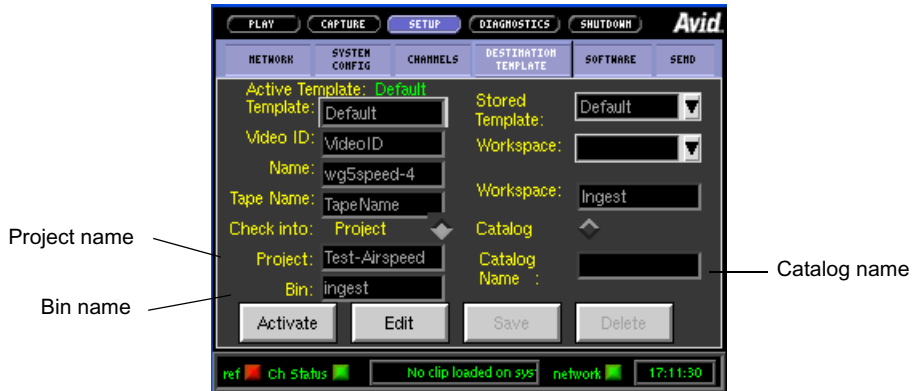 PLAY CAPTURE SETUP DIAGNOSTICS SHUTDOWN Avid
NETWORK SYSTEM CONFIG CHANNELS DESTINATION TEMPLATE SOFTWARE SEND
Active Template: Default
Template: Default
Stored Template: Default
Video ID: VideoID
Workspace:
Name: wg5speed-4
Tape Name: TapeName
Workspace: Ingest
Check into: Project
Catalog
Project: Test-Airspeed
Catalog Name :
Bin: ingest
Project name
Bin name
Catalog name
Activate Edit Save Delete
ref Ch Status No clip loaded on sys network 17:11:30